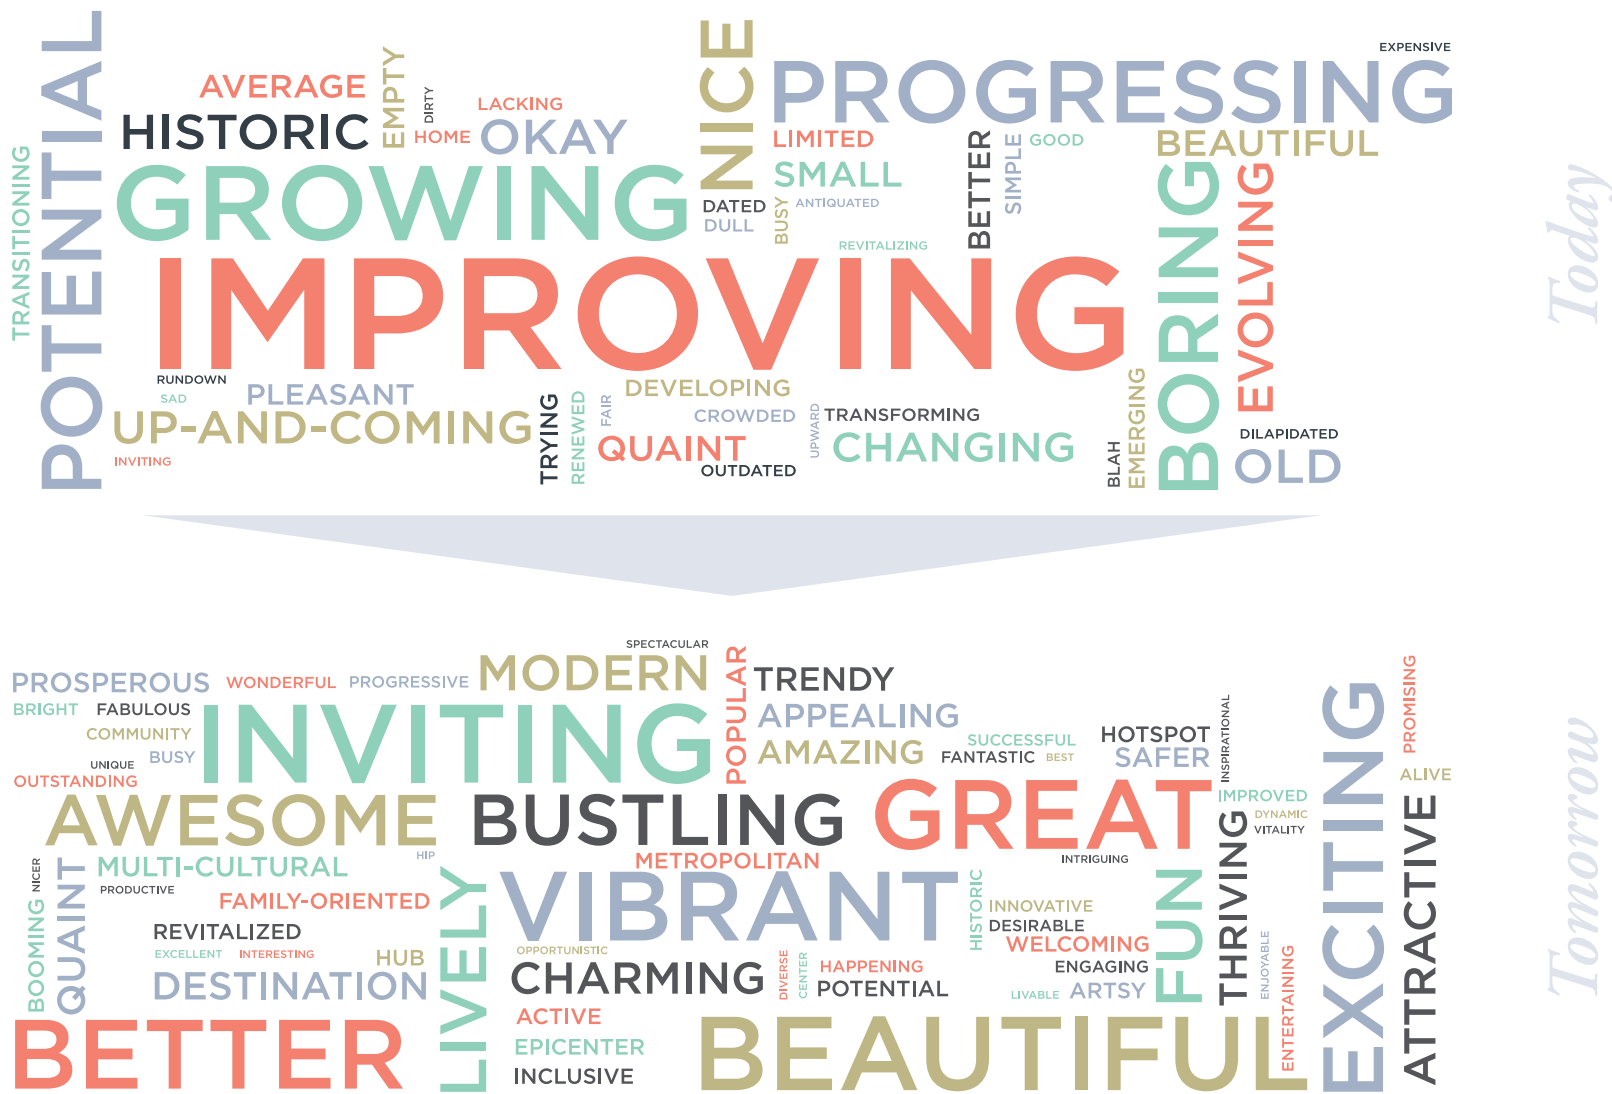 EXPENSIVE
POTENTIAL
NICE
PROGRESSING
AVERAGE
EMPTY
DIRTY
LACKING
HISTORIC
HOME
OKAY
LIMITED
BETTER
SIMPLE
GOOD
BEAUTIFUL
TRANSITIONING
GROWING
SMALL
DATED
DULL
BUSY
ANTIQUATED
BORING
EVOLVING
Today
REVITALIZING
IMPROVING
RUNDOWN
SAD
PLEASANT
UP-AND-COMING
INVITING
TRYING
RENEWED
FAIR
DEVELOPING
CROWDED
UPWARD
TRANSFORMING
QUAINT
OUTDATED
CHANGING
BLAH
EMERGING
DILAPIDATED
OLD
SPECTACULAR
PROSPEROUS
WONDERFUL
PROGRESSIVE
MODERN
POPULAR
TRENDY
PROMISING
BRIGHT
FABULOUS
INVITING
APPEALING
COMMUNITY
BUSY
AMAZING
SUCCESSFUL
FANTASTIC
BEST
HOTSPOT
SAFER
INSPIRATIONAL
EXCITING
UNIQUE
OUTSTANDING
ALIVE
AWESOME
BUSTLING
GREAT
IMPROVED
DYNAMIC
VITALITY
ATTRACTIVE
Tomorrow
NICER
BOOMING
QUAINT
MULTI-CULTURAL
PRODUCTIVE
HIP
METROPOLITAN
INTRIGUING
FAMILY-ORIENTED
LIVELY
VIBRANT
HISTORIC
INNOVATIVE
DESIRABLE
FUN
THRIVING
REVITALIZED
EXCELLENT
INTERESTING
HUB
OPPORTUNISTIC
WELCOMING
DESTINATION
CHARMING
DIVERSE
CENTER
HAPPENING
POTENTIAL
ENGAGING
LIVABLE
ARTSY
ENJOYABLE
ENTERTAINING
BETTER
ACTIVE
EPICENTER
INCLUSIVE
BEAUTIFUL